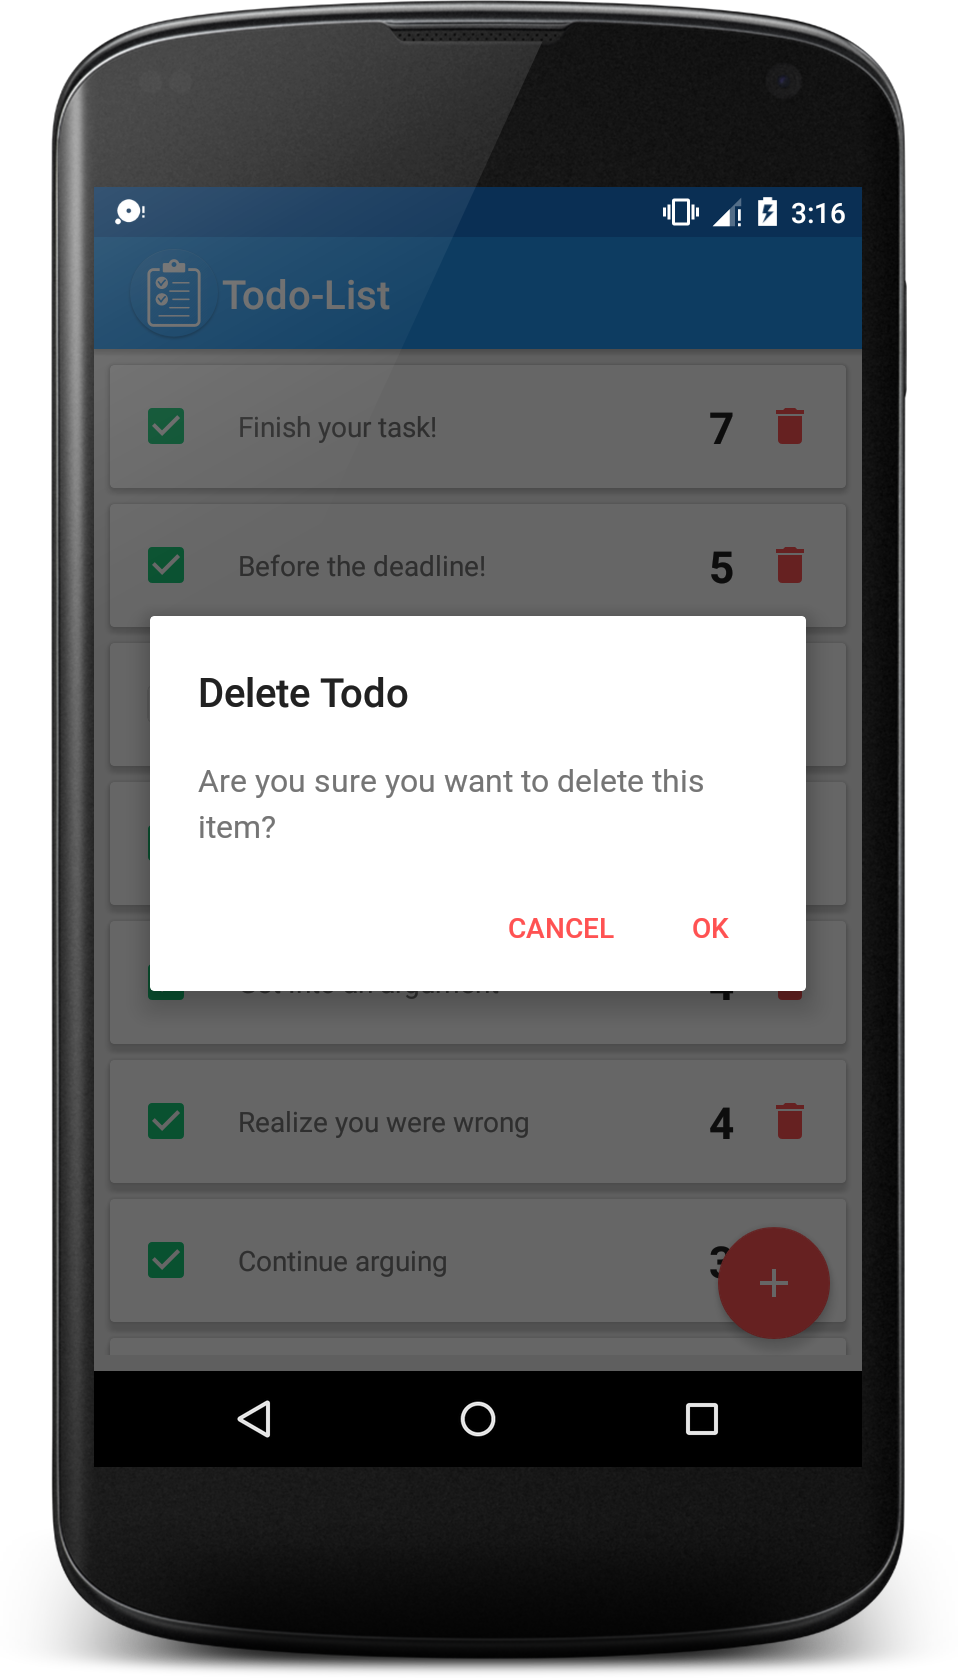 3:16
Todo-List
Finish your task! 7
Before the deadline! 5
Delete Todo
Are you sure you want to delete this
item?
CANCEL OK
Realize you were wrong 4
Continue arguing 3